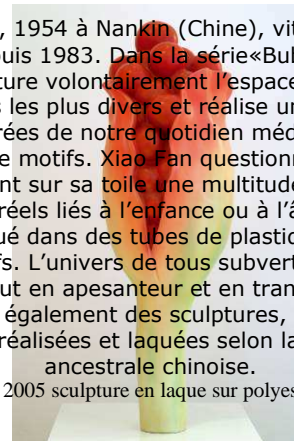 , 1954 à Nankin (Chine), vit
puis 1983. Dans la série«Bul
ture volontairement l'espace
les plus divers et réalise un
rées de notre quotidien méd
e motifs. Xiao Fan question
nt sur sa toile une multitude
réels liés à l'enfance ou à l'â
ué dans des tubes de plastic
fs. L'univers de tous subvert
ut en apesanteur et en tran
également des sculptures,
réalisées et laquées selon la
ancestrale chinoise.
2005 sculpture en laque sur polyes